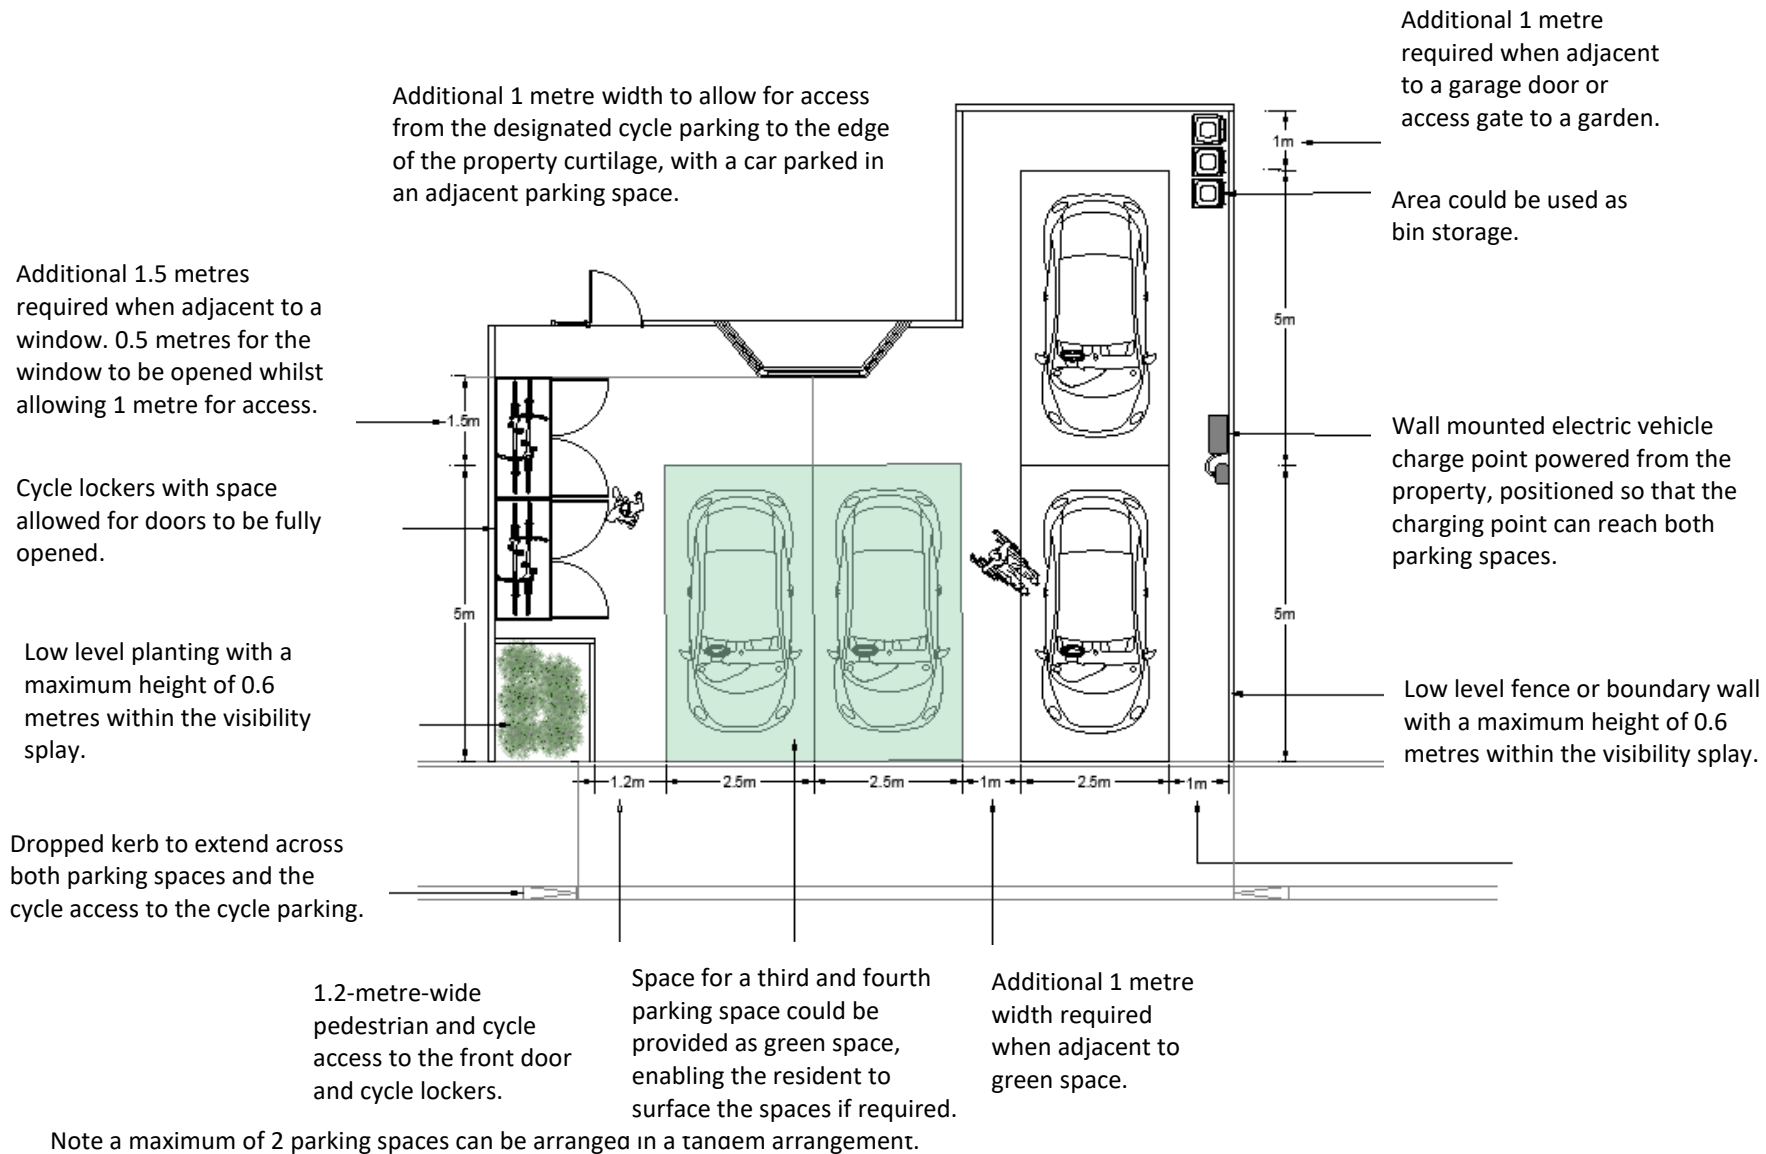 Additional 1 metre
required when adjacent
to a garage door or
access gate to a garden.
Additional 1 metre width to allow for access
from the designated cycle parking to the edge
of the property curtilage, with a car parked in
an adjacent parking space.
1m
Area could be used as
bin storage.
Additional 1.5 metres
required when adjacent to a
window. 0.5 metres for the
window to be opened whilst
allowing 1 metre for access.
5m
1.5m
Wall mounted electric vehicle
charge point powered from the
property, positioned so that the
charging point can reach both
parking spaces.
Cycle lockers with space
allowed for doors to be fully
opened.
5m
5m
Low level planting with a
maximum height of 0.6
metres within the visibility
splay.
Low level fence or boundary wall
with a maximum height of 0.6
metres within the visibility splay.
1.2m 2.5m 2.5m 1m 2.5m 1m
Dropped kerb to extend across
both parking spaces and the
cycle access to the cycle parking.
1.2-metre-wide
pedestrian and cycle
access to the front door
and cycle lockers.
Space for a third and fourth
parking space could be
provided as green space,
enabling the resident to
surface the spaces if required.
Additional 1 metre
width required
when adjacent to
green space.
Note a maximum of 2 parking spaces can be arranged in a tandem arrangement.